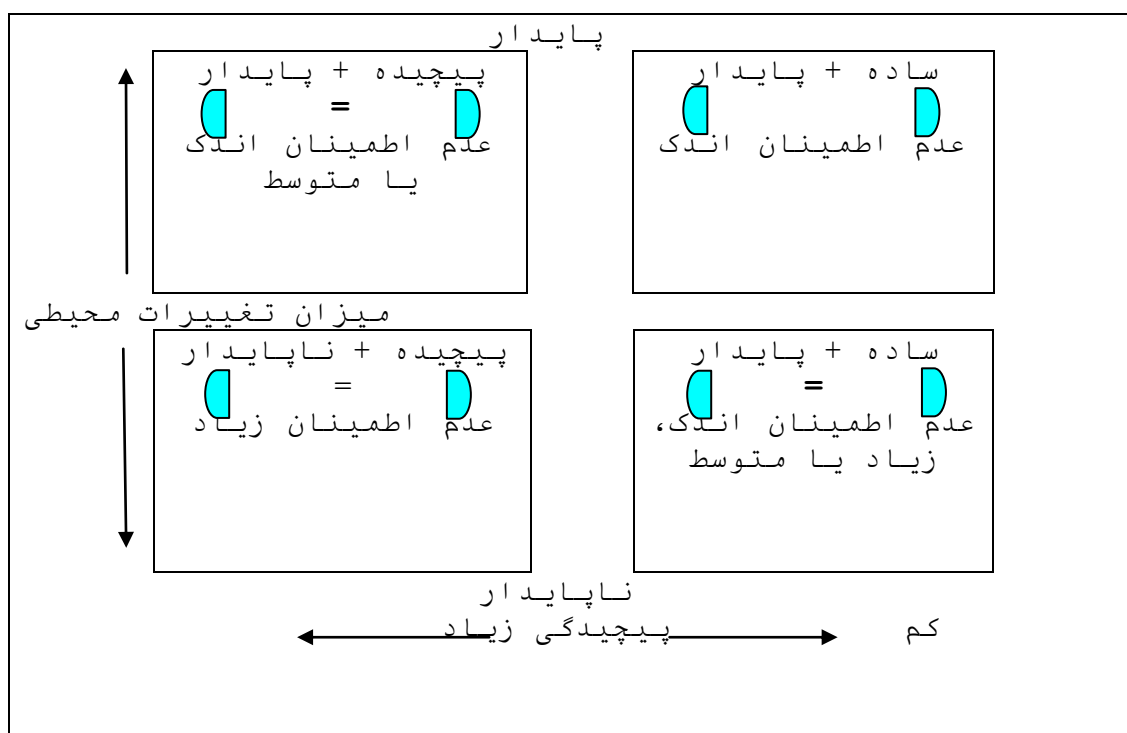 پایدار
ساده + پایدار
عدم اطمینان اندک
پیچیده + پایدار
=
عدم اطمینان اندک
یا متوسط
میزان تغییرات محیطی
ساده + پایدار
=
عدم اطمینان اندک،
زیاد یا متوسط
پیچیده + ناپایدار
=
عدم اطمینان زیاد
ناپایدار
کم
پیچیدگی زیاد